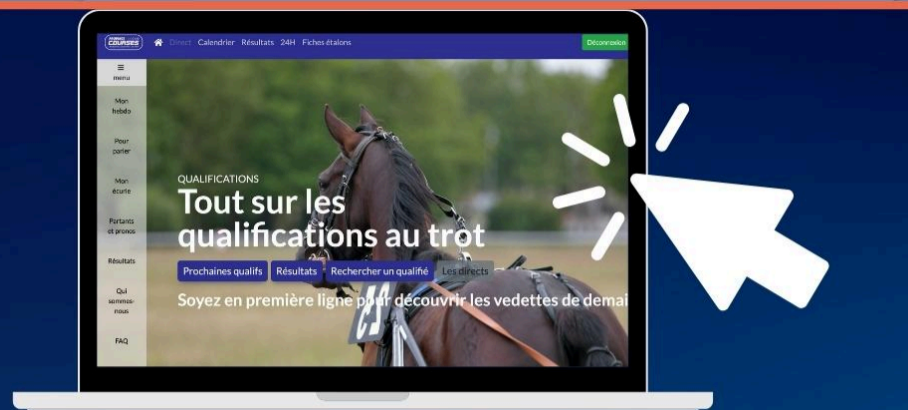 COURSES
Direct Calendrier Résultats 24H Fiches étalons
Déconnexion
menu
Mon
hebdo
Pour
parier
Mon
écurie
Partants
et pronos
Résultats
Qui
sommes-
nous
FAQ
QUALIFICATIONS
Tout sur les
qualifications au trot
Prochaines qualifs Résultats Rechercher un qualifié Les directs
Soyez en première ligne pour découvrir les vedettes de demai